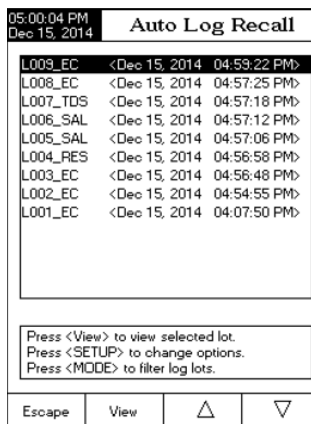 05:00:04 PM
Dec 15, 2014
Auto Log Recall
L009_EC <Dec 15, 2014 04:59:22 PM>
L008_EC <Dec 15, 2014 04:57:25 PM>
L007_TDS <Dec 15, 2014 04:57:18 PM>
L006_SAL <Dec 15, 2014 04:57:12 PM>
L005_SAL <Dec 15, 2014 04:57:06 PM>
L004_RES <Dec 15, 2014 04:56:58 PM>
L003_EC <Dec 15, 2014 04:56:48 PM>
L002_EC <Dec 15, 2014 04:54:55 PM>
L001_EC <Dec 15, 2014 04:07:50 PM>
Press <View> to view selected lot.
Press <SETUP> to change options.
Press <MODE> to filter log lots.
Escape View △ ▽